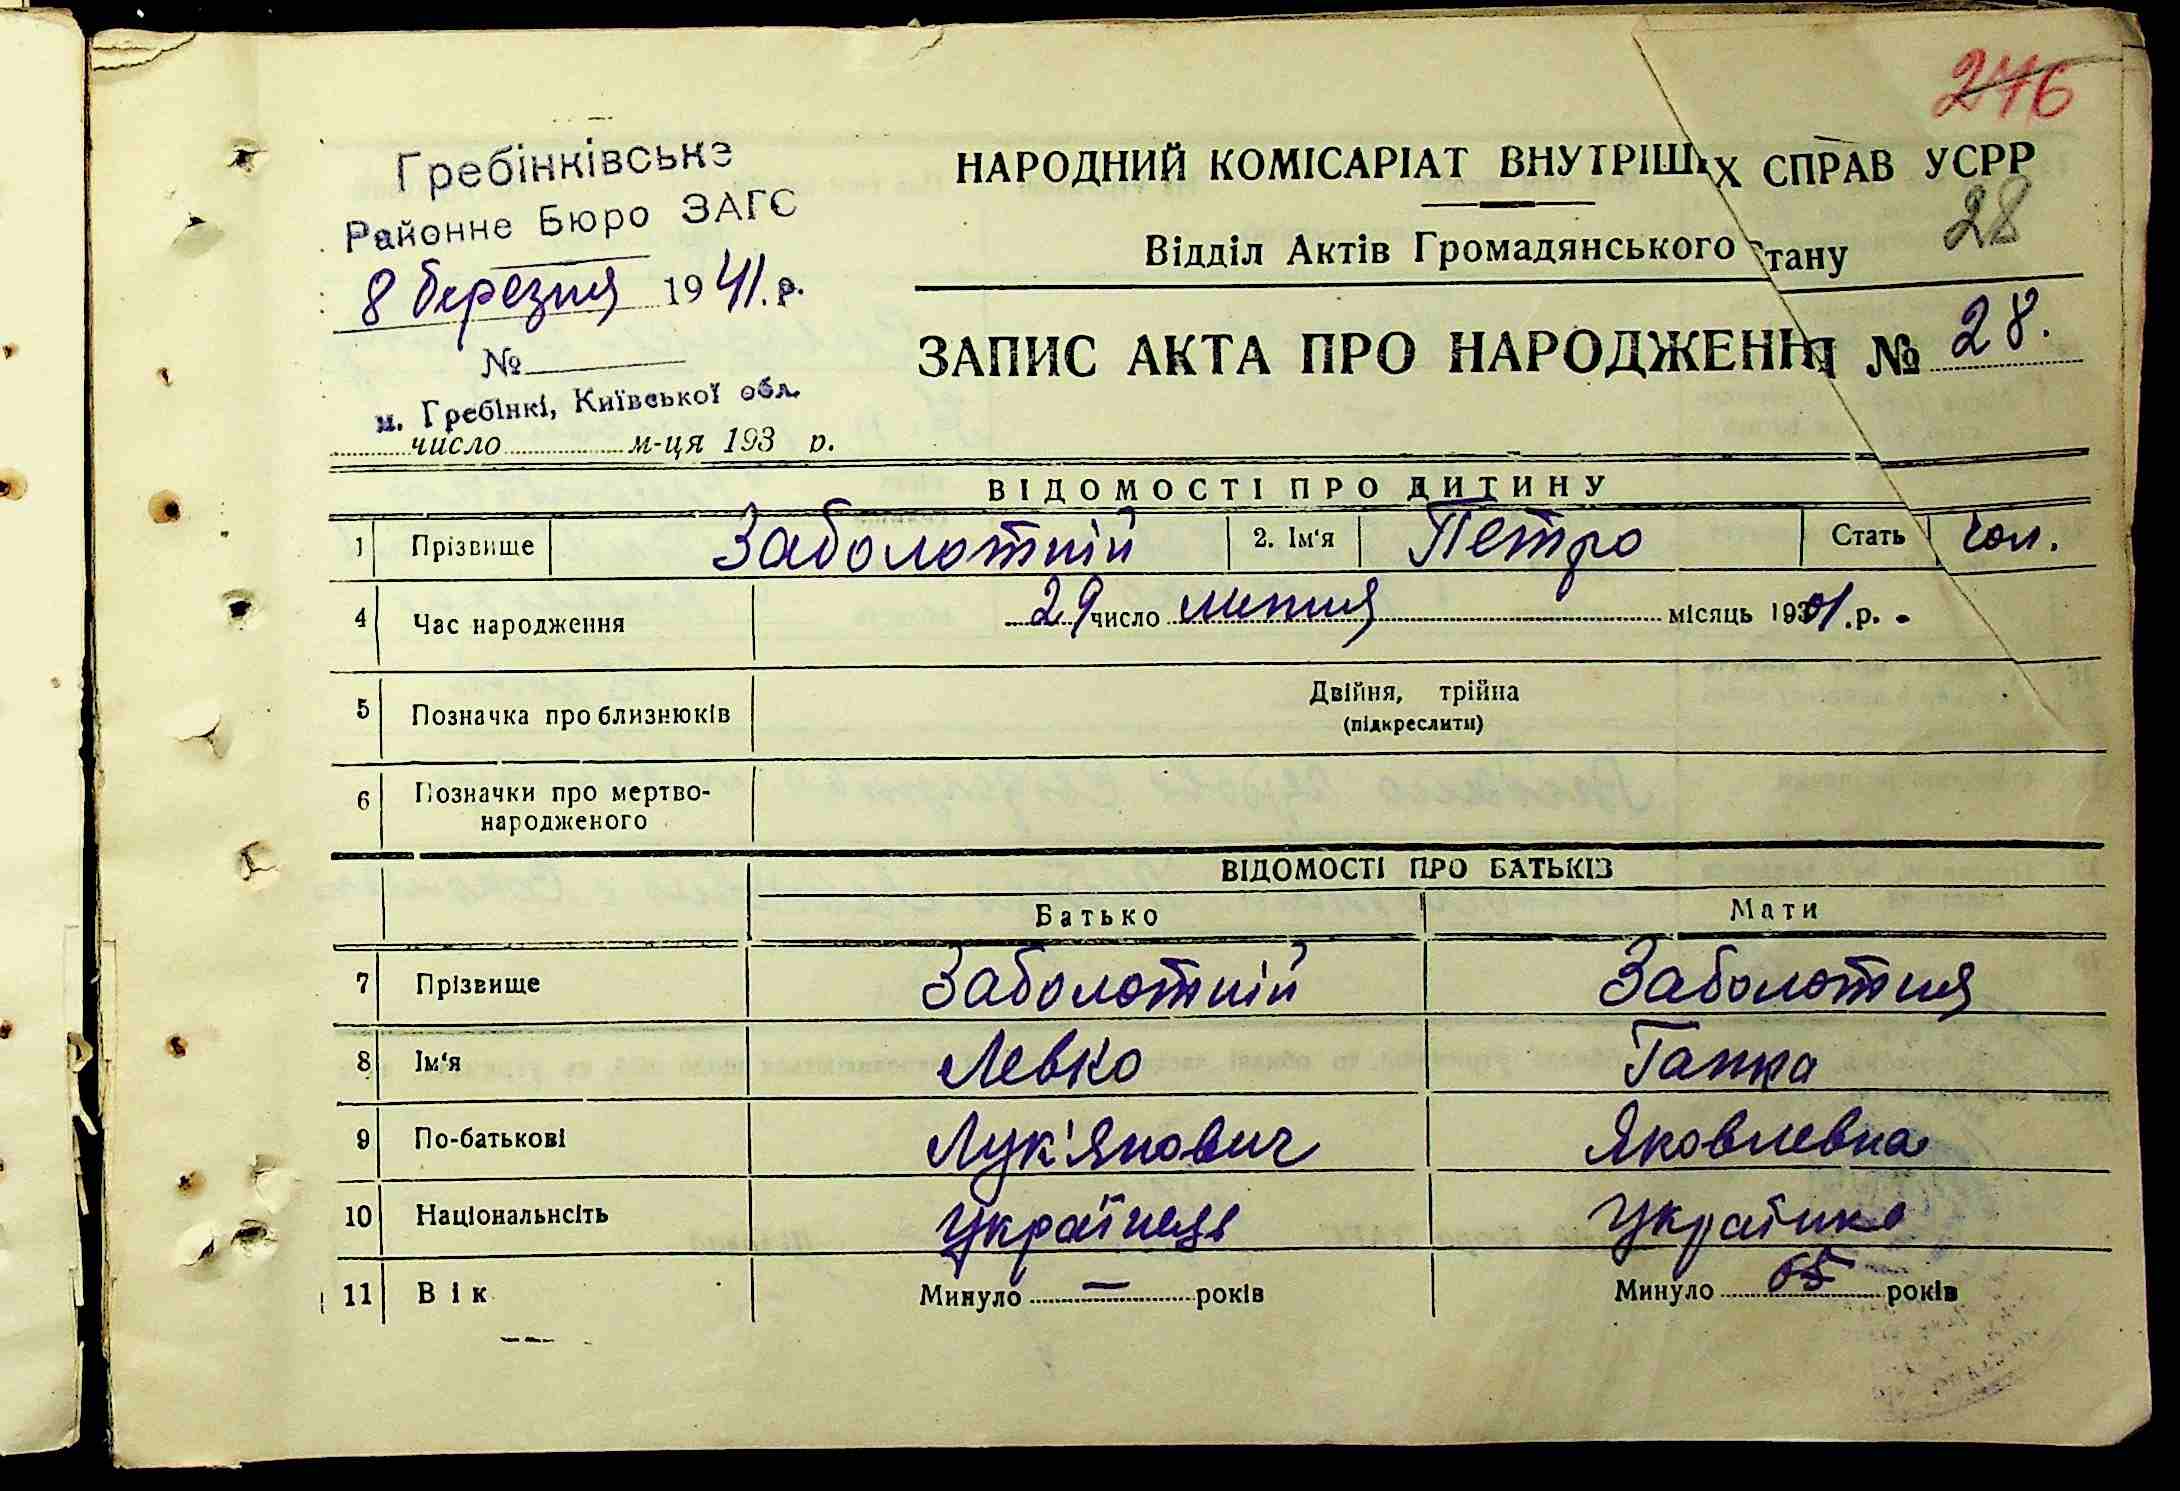 246
Гребінківське
Районне Бюро ЗАГС
8 березня 1941. р.
№
м. Гребінкі, Київської обл.
число м-ця 193 р.
НАРОДНИЙ КОМІСАРІАТ ВНУТРІШ х СПРАВ УСРР
28
Відділ Актів Громадянського Стану
ЗАПИС АКТА ПРО НАРОДЖЕННЯ № 28.
ВІДОМОСТІ ПРО ДИТИНУ
1 Прізвище Заболотній 2. Ім'я Петро Стать чол.
4 Час народження 29 число липня місяць 1901. р.
5 Позначка про близнюків Двійня, трійна
(підкреслити)
6 Позначки про мертво-
народженого
ВІДОМОСТІ ПРО БАТЬКІВ
Батько Мати
7 Прізвище Заболотній Заболотня
8 Ім'я Левко Гапка
9 По-батькові Лук'янович Яковлевна
10 Національнсіть Українець Українка
11 Вік Минуло — років Минуло 65 років